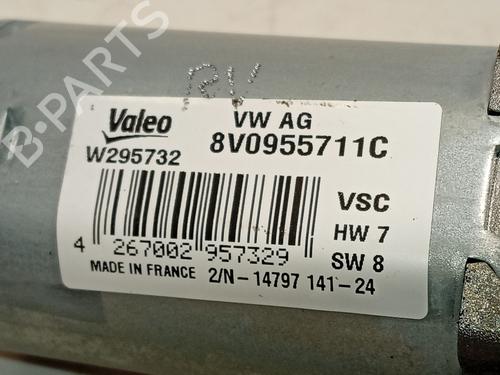 B-PARTS
RV
Valeo
VW AG
W295732
8V0955711C
VSC
HW 7
SW 8
4 267002 957329
MADE IN FRANCE 2/N-14797 141-24